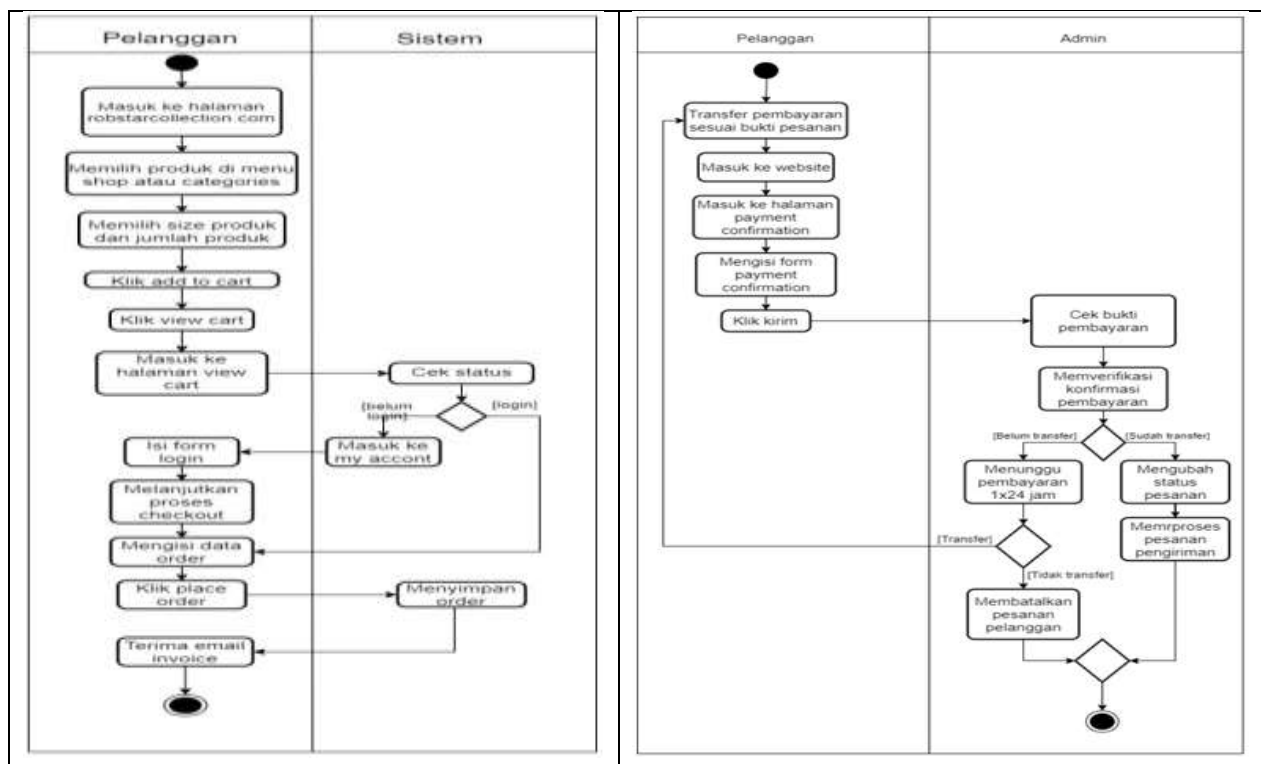 Pelanggan
Sistem
Masuk ke halaman
robstarcollection.com
Memilih produk di menu
shop atau categories
Memilih size produk
dan jumlah produk
Klik add to cart
Klik view cart
Masuk ke
halaman view
cart
Cek status
[belum
login]
[login]
Masuk ke
my accont
Isi form
login
Melanjutkan
proses
checkout
Mengisi data
order
Klik place
order
Menyimpan
order
Terima email
invoice
Pelanggan
Admin
Transfer pembayaran
sesuai bukti pesanan
Masuk ke website
Masuk ke halaman
payment
confirmation
Mengisi form
payment
confirmation
Klik kirim
Cek bukti
pembayaran
Memverifikasi
konfirmasi
pembayaran
[Belum transfer]
[Sudah transfer]
Menunggu
pembayaran
1x24 jam
Mengubah
status
pesanan
[Transfer]
Memrproses
pesanan
pengiriman
[Tidak transfer]
Membatalkan
pesanan
pelanggan